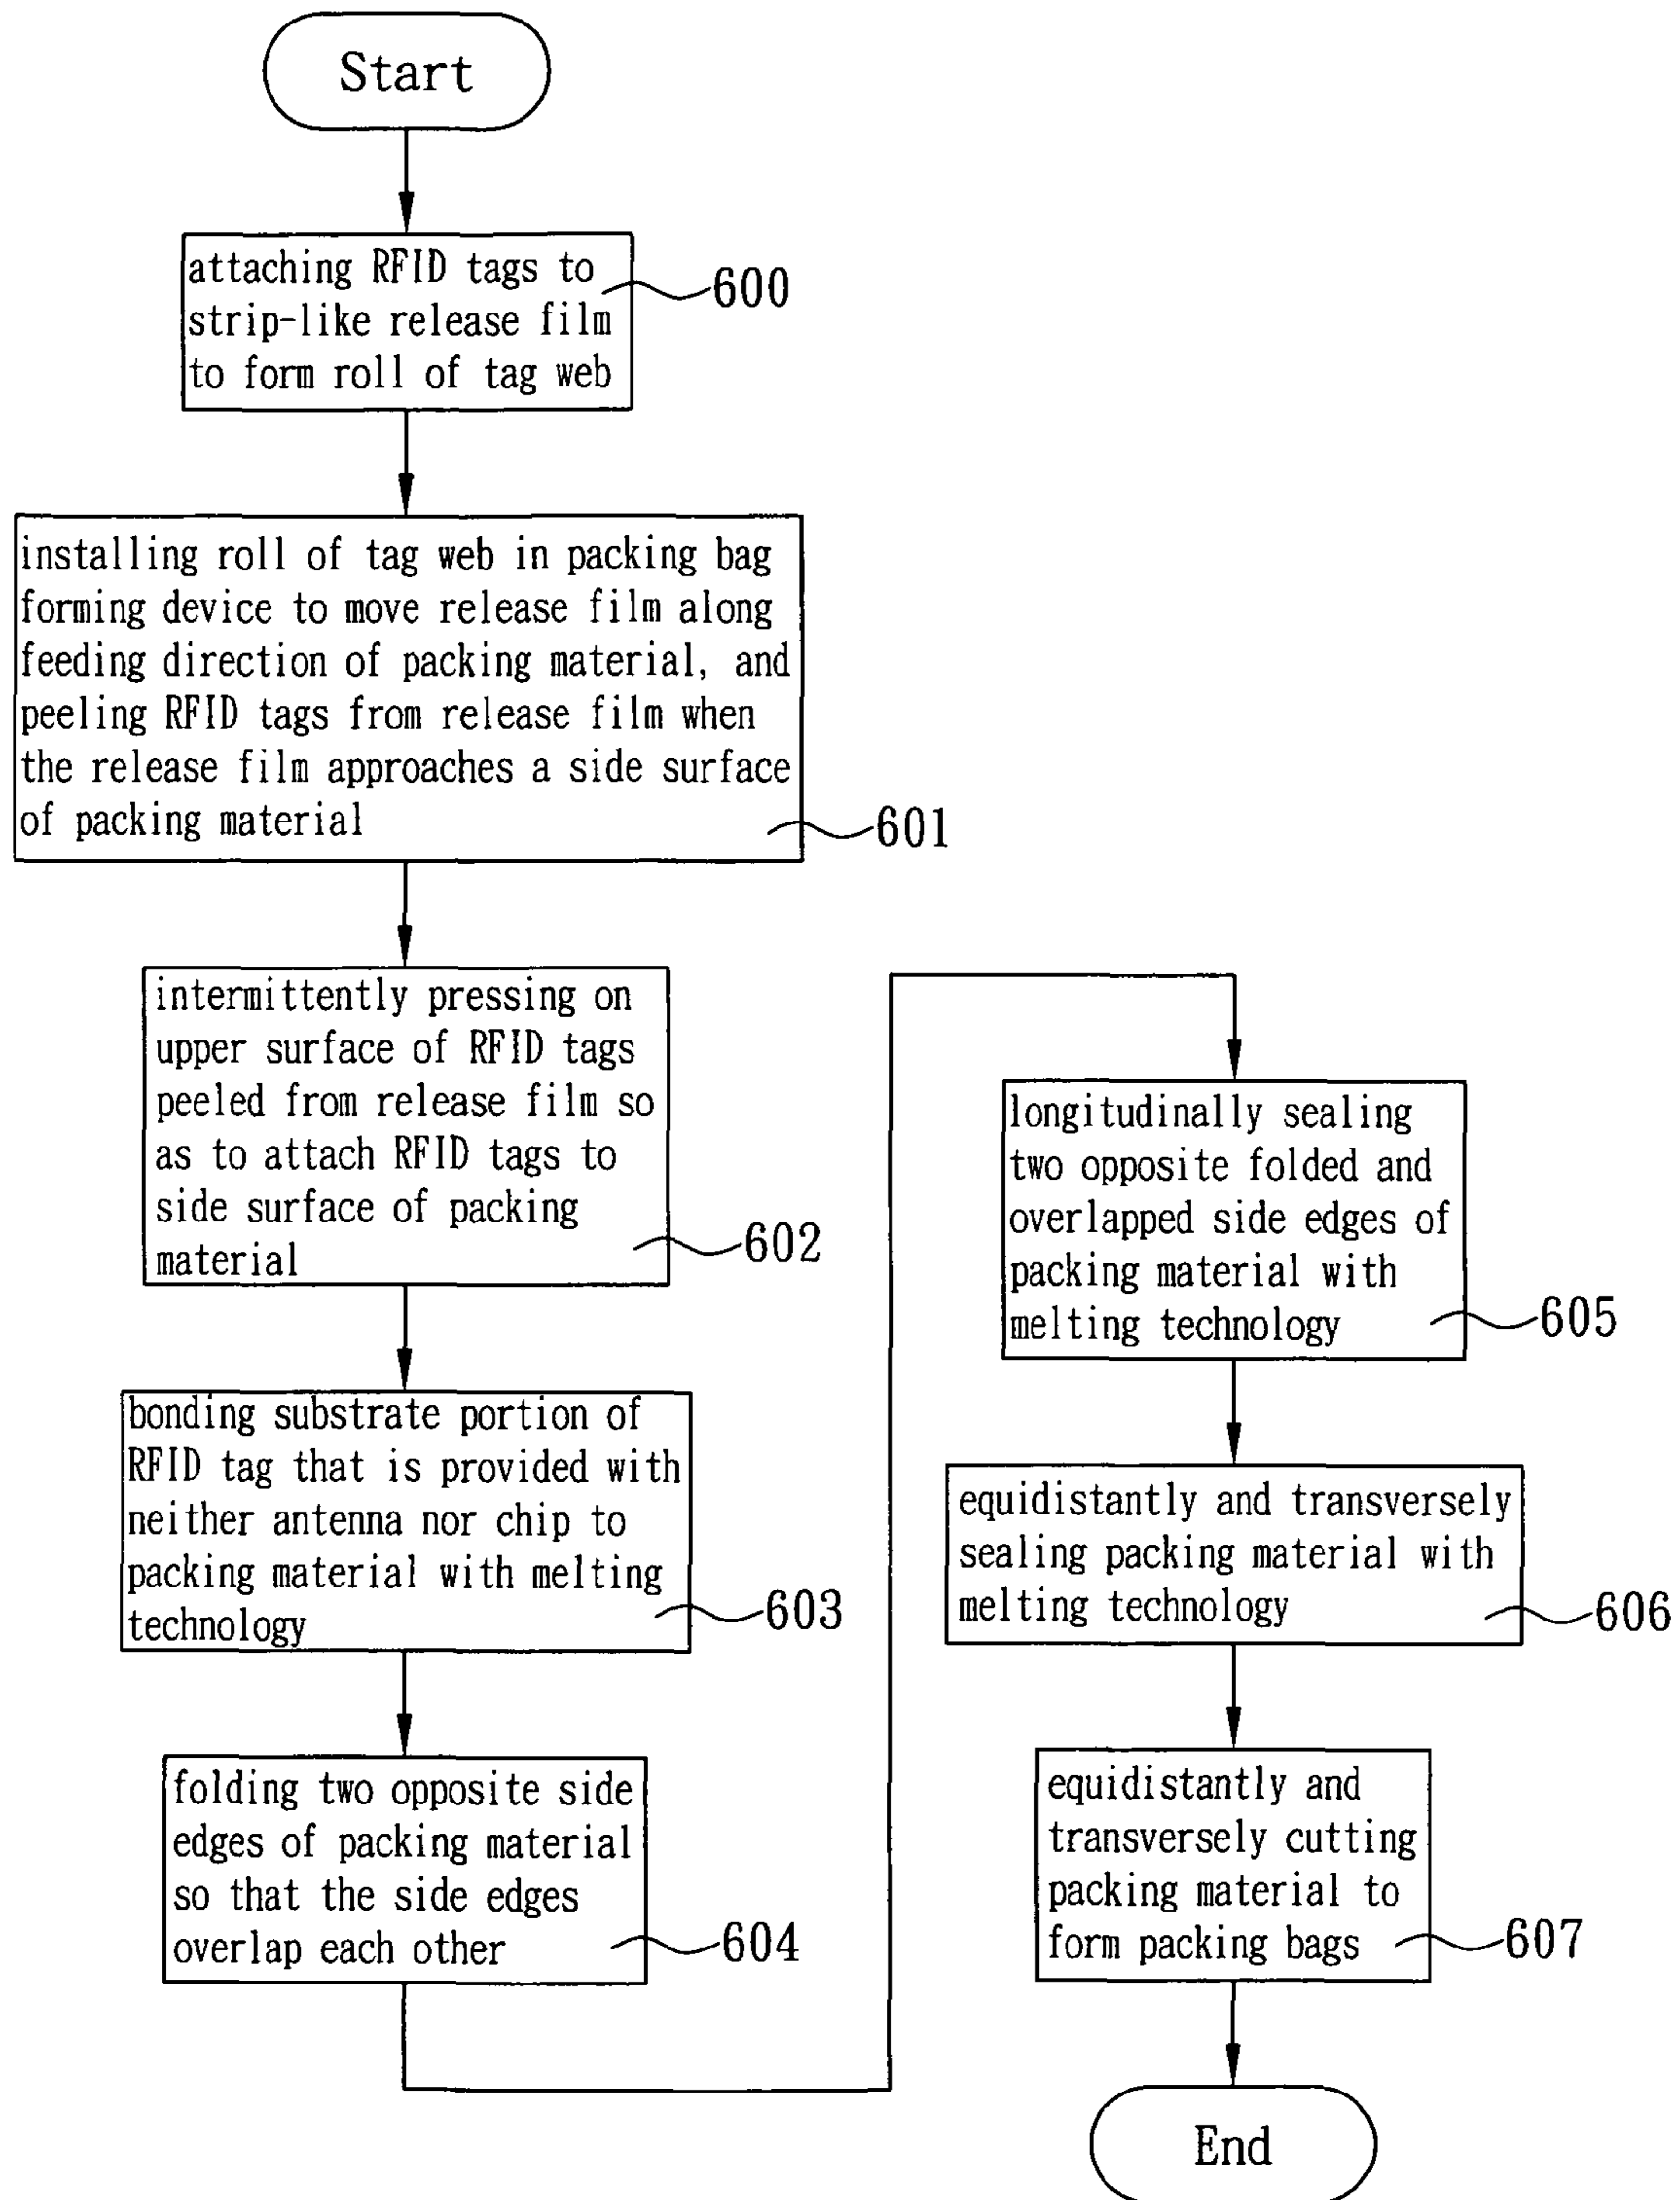 Start
attaching RFID tags to
strip-like release film
to form roll of tag web
600
installing roll of tag web in packing bag
forming device to move release film along
feeding direction of packing material, and
peeling RFID tags from release film when
the release film approaches a side surface
of packing material
601
intermittently pressing on
upper surface of RFID tags
peeled from release film so
as to attach RFID tags to
side surface of packing
material
602
bonding substrate portion of
RFID tag that is provided with
neither antenna nor chip to
packing material with melting
technology
603
folding two opposite side
edges of packing material
so that the side edges
overlap each other
604
longitudinally sealing
two opposite folded and
overlapped side edges of
packing material with
melting technology
605
equidistantly and transversely
sealing packing material with
melting technology
606
equidistantly and
transversely cutting
packing material to
form packing bags
607
End